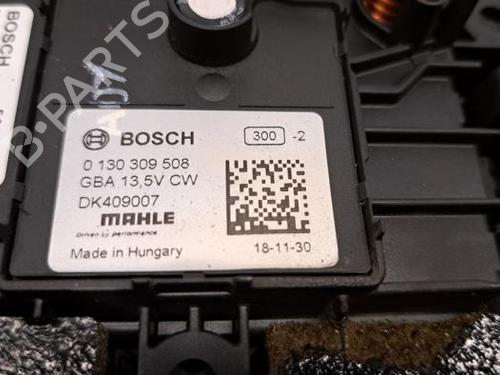 BOSCH
BOSCH
300 -2
0 130 309 508
GBA 13,5V CW
DK409007
MAHLE
Driven by performance
Made in Hungary
18-11-30
B-PARTS